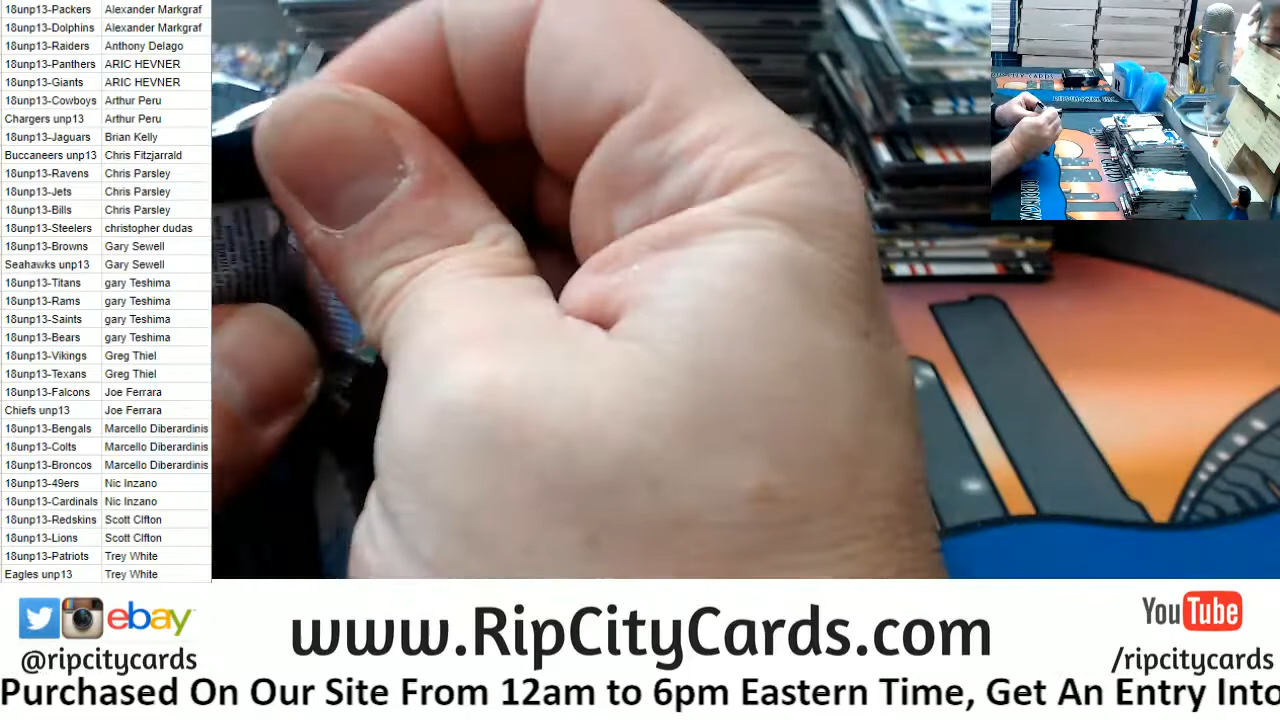 18unp13-Packers Alexander Markgraf
18unp13-Dolphins Alexander Markgraf
18unp13-Raiders Anthony Delago
18unp13-Panthers ARIC HEVNER
18unp13-Giants ARIC HEVNER
18unp13-Cowboys Arthur Peru
Chargers unp13 Arthur Peru
18unp13-Jaguars Brian Kelly
Buccaneers unp13 Chris Fitzjarrald
18unp13-Ravens Chris Parsley
18unp13-Jets Chris Parsley
18unp13-Bills Chris Parsley
18unp13-Steelers christopher dudas
18unp13-Browns Gary Sewell
Seahawks unp13 Gary Sewell
18unp13-Titans gary Teshima
18unp13-Rams gary Teshima
18unp13-Saints gary Teshima
18unp13-Bears gary Teshima
18unp13-Vikings Greg Thiel
18unp13-Texans Greg Thiel
18unp13-Falcons Joe Ferrara
Chiefs unp13 Joe Ferrara
18unp13-Bengals Marcello Diberardinis
18unp13-Colts Marcello Diberardinis
18unp13-Broncos Marcello Diberardinis
18unp13-49ers Nic Inzano
18unp13-Cardinals Nic Inzano
18unp13-Redskins Scott Clfton
18unp13-Lions Scott Clfton
18unp13-Patriots Trey White
Eagles unp13 Trey White
ebay
@ripcitycards
www.RipCityCards.com
YouTube
/ripcitycards
Purchased On Our Site From 12am to 6pm Eastern Time, Get An Entry Into